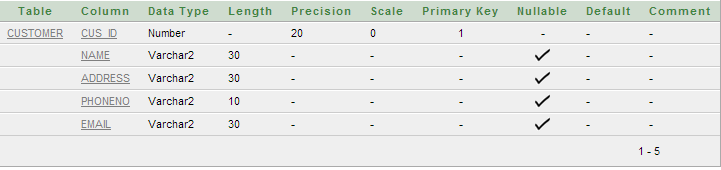 Table Column Data Type Length Precision Scale Primary Key Nullable Default Comment
CUSTOMER CUS_ID Number - 20 0 1 - - -
NAME Varchar2 30 - - - ✓ - -
ADDRESS Varchar2 30 - - - ✓ - -
PHONENO Varchar2 10 - - - ✓ - -
EMAIL Varchar2 30 - - - ✓ - -
1 - 5